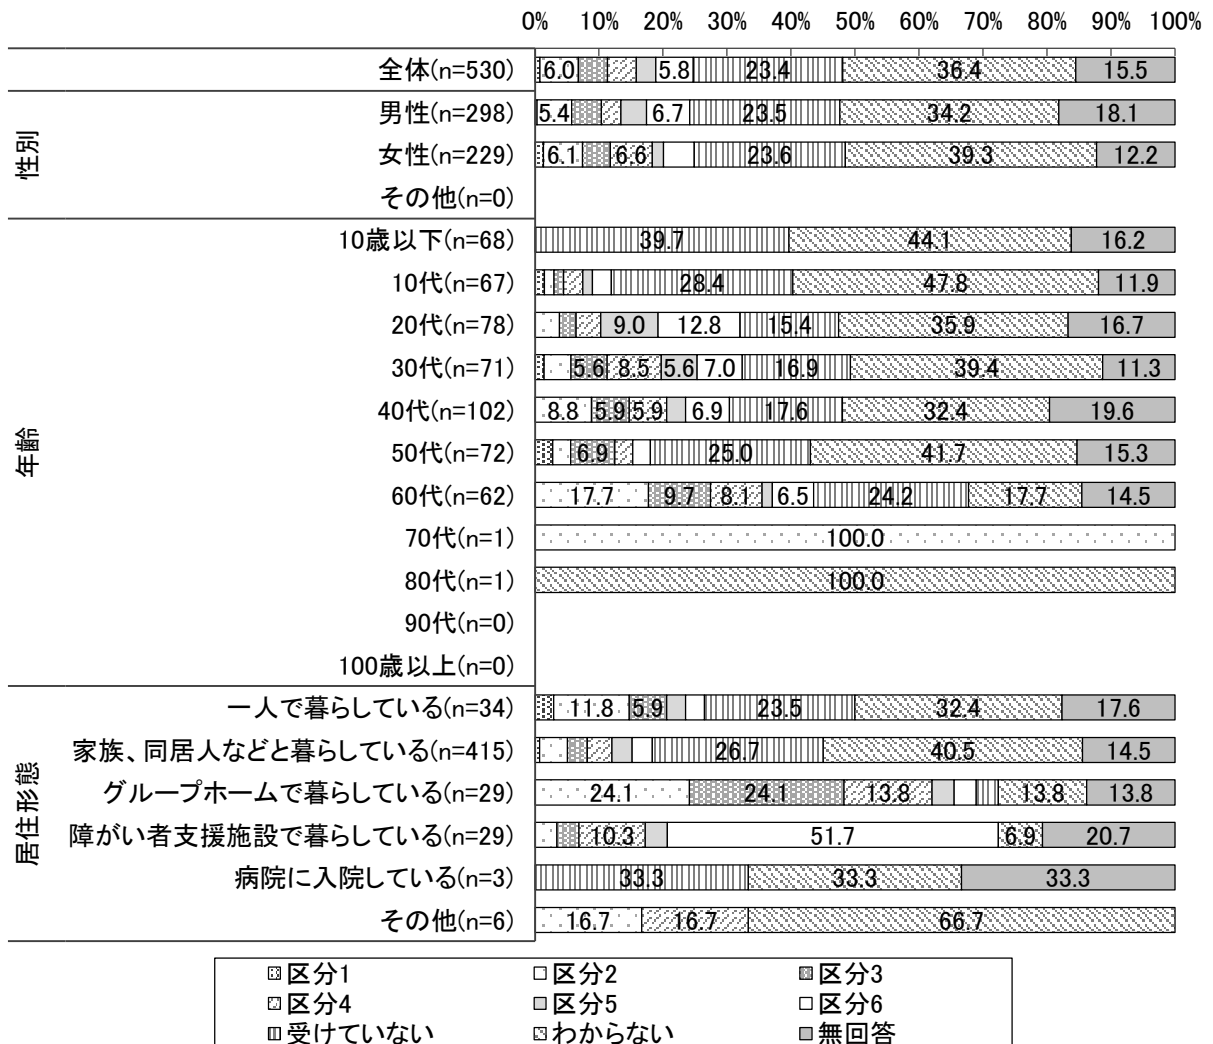 0% 10% 20% 30% 40% 50% 60% 70% 80% 90% 100%
全体(n=530) 6.0 5.8 23.4 36.4 15.5
性別
男性(n=298) 5.4 6.7 23.5 34.2 18.1
女性(n=229) 6.1 6.6 23.6 39.3 12.2
その他(n=0)
年齢
10歳以下(n=68) 39.7 44.1 16.2
10代(n=67) 28.4 47.8 11.9
20代(n=78) 9.0 12.8 15.4 35.9 16.7
30代(n=71) 5.6 8.5 5.6 7.0 16.9 39.4 11.3
40代(n=102) 8.8 5.9 5.9 6.9 17.6 32.4 19.6
50代(n=72) 6.9 25.0 41.7 15.3
60代(n=62) 17.7 9.7 8.1 6.5 24.2 17.7 14.5
70代(n=1) 100.0
80代(n=1) 100.0
90代(n=0)
100歳以上(n=0)
居住形態
一人で暮らしている(n=34) 11.8 5.9 23.5 32.4 17.6
家族、同居人などと暮らしている(n=415) 26.7 40.5 14.5
グループホームで暮らしている(n=29) 24.1 24.1 13.8 13.8 13.8
障がい者支援施設で暮らしている(n=29) 10.3 51.7 6.9 20.7
病院に入院している(n=3) 33.3 33.3 33.3
その他(n=6) 16.7 16.7 66.7
区分1 区分2 区分3
区分4 区分5 区分6
受けていない わからない 無回答